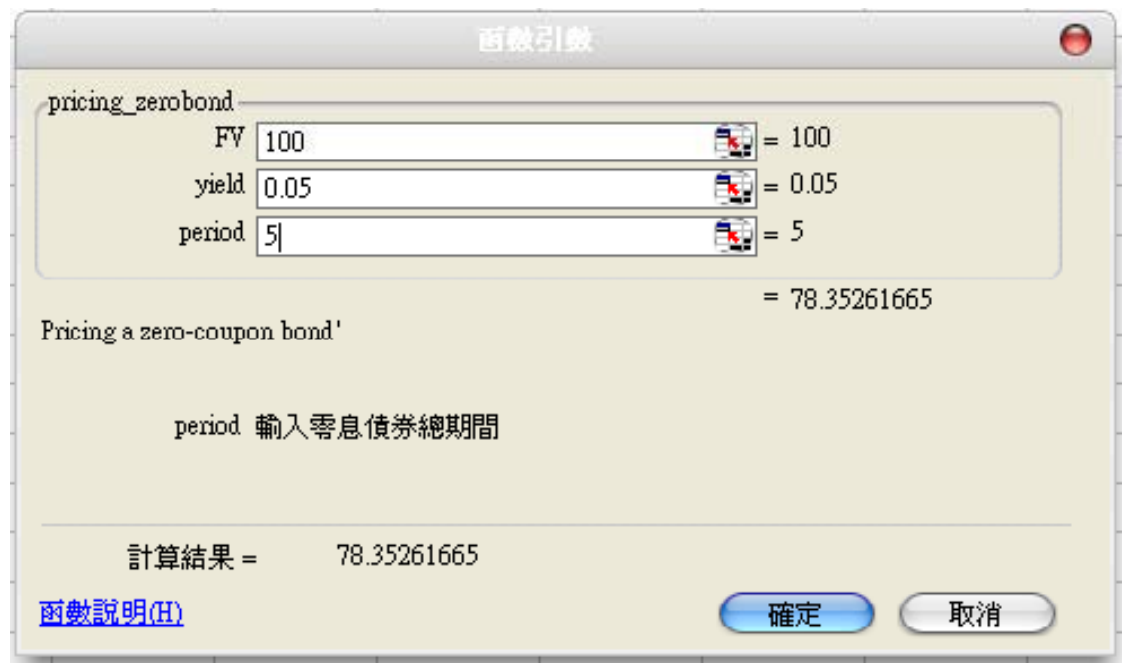 函數引數
pricing_zerobond
FV 100 = 100
yield 0.05 = 0.05
period 5 = 5
= 78.35261665
Pricing a zero-coupon bond'
period 輸入零息債券總期間
計算結果 = 78.35261665
函數說明(H) 確定 取消